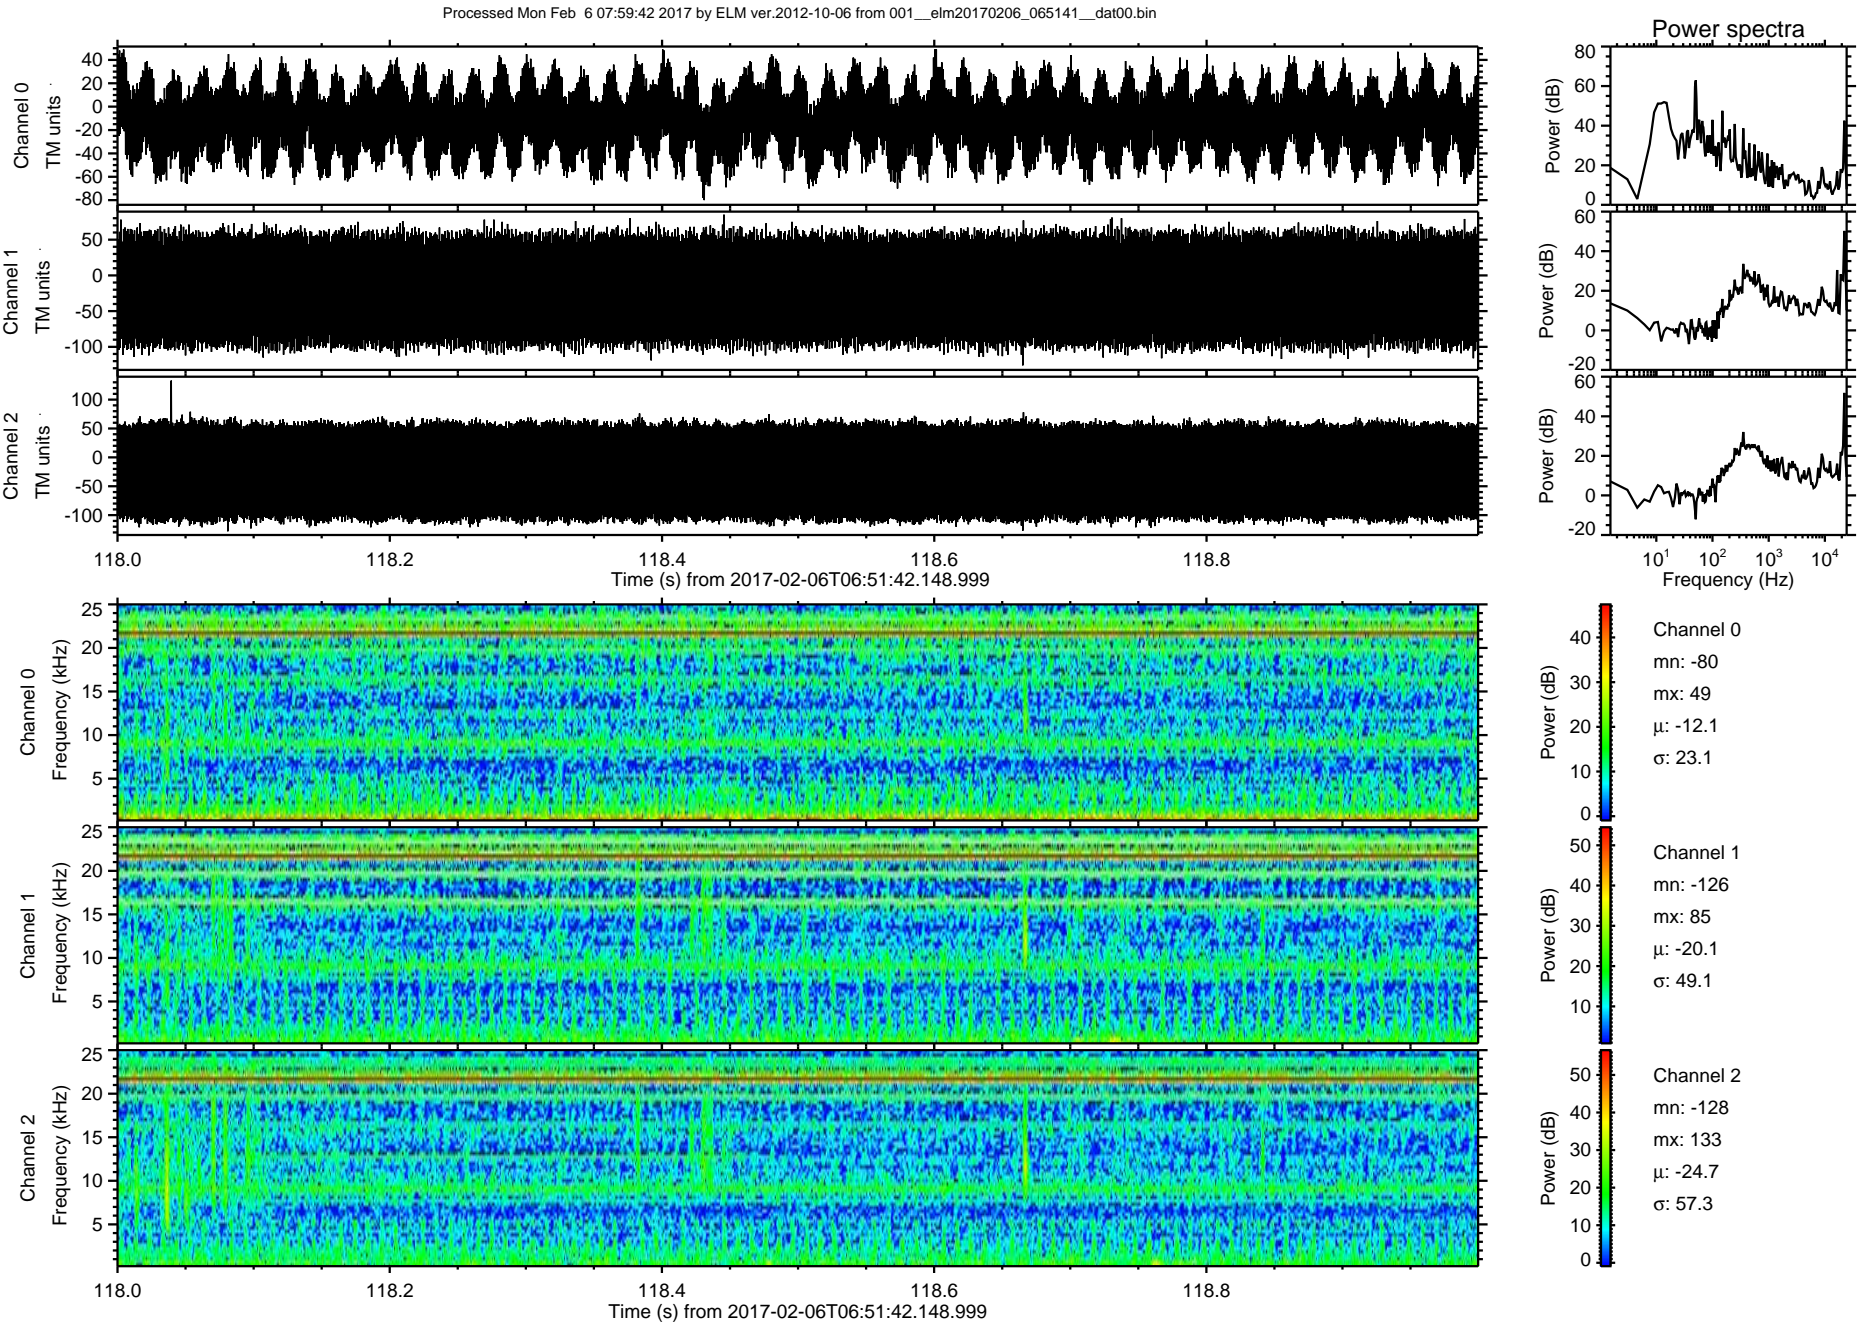 Processed Mon Feb  6 07:59:42 2017 by ELM ver.2012-10-06 from 001__elm20170206_065141__dat00.bin
Power spectra
Channel 0
TM units
40
20
0
-20
-40
-60
-80
Power (dB)
80
60
40
20
0
Channel 1
TM units
50
0
-50
-100
Power (dB)
60
40
20
0
-20
Channel 2
TM units
100
50
0
-50
-100
Power (dB)
60
40
20
0
-20
118.0
118.2
118.4
118.6
118.8
Time (s) from 2017-02-06T06:51:42.148.999
10^1
10^2
10^3
10^4
Frequency (Hz)
Channel 0
Frequency (kHz)
25
20
15
10
5
Power (dB)
40
30
20
10
0
Channel 0
mn: -80
mx: 49
µ: -12.1
σ: 23.1
Channel 1
Frequency (kHz)
25
20
15
10
5
Power (dB)
50
40
30
20
10
Channel 1
mn: -126
mx: 85
µ: -20.1
σ: 49.1
Channel 2
Frequency (kHz)
25
20
15
10
5
Power (dB)
50
40
30
20
10
0
Channel 2
mn: -128
mx: 133
µ: -24.7
σ: 57.3
118.0
118.2
118.4
118.6
118.8
Time (s) from 2017-02-06T06:51:42.148.999